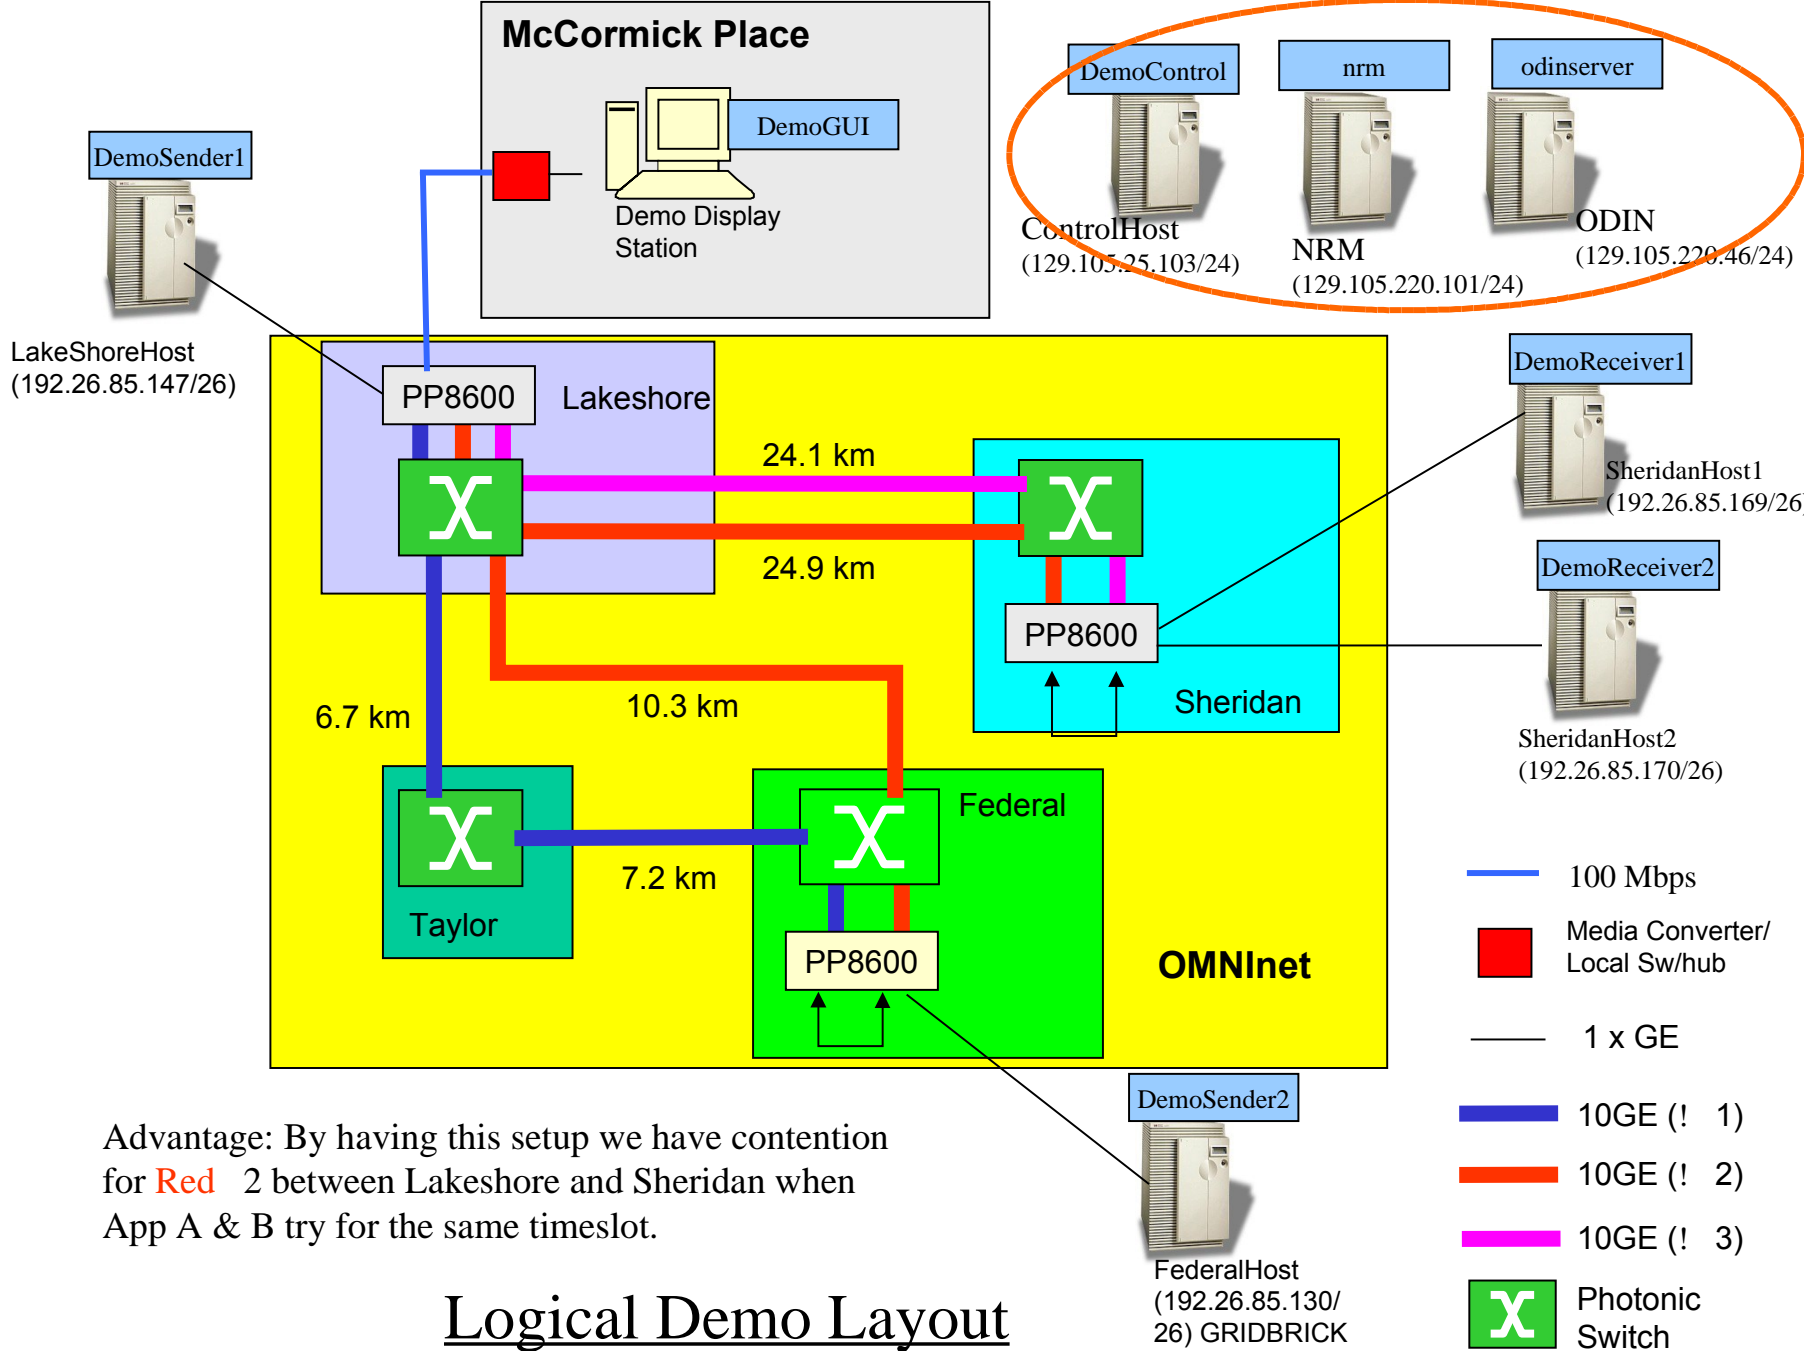 McCormick Place
DemoControl
nrm
odinserver
DemoGUI
DemoSender1
Demo Display
Station
ControlHost
(129.105.25.103/24)
NRM
(129.105.220.101/24)
ODIN
(129.105.220.46/24)
LakeShoreHost
(192.26.85.147/26)
PP8600
Lakeshore
DemoReceiver1
24.1 km
24.9 km
SheridanHost1
(192.26.85.169/26)
DemoReceiver2
PP8600
Sheridan
6.7 km
10.3 km
SheridanHost2
(192.26.85.170/26)
Federal
7.2 km
Taylor
PP8600
OMNInet
100 Mbps
Media Converter/
Local Sw/hub
1 x GE
10GE (! 1)
10GE (! 2)
10GE (! 3)
Photonic
Switch
DemoSender2
FederalHost
(192.26.85.130/
26) GRIDBRICK
Advantage: By having this setup we have contention
for Red 2 between Lakeshore and Sheridan when
App A & B try for the same timeslot.
Logical Demo Layout